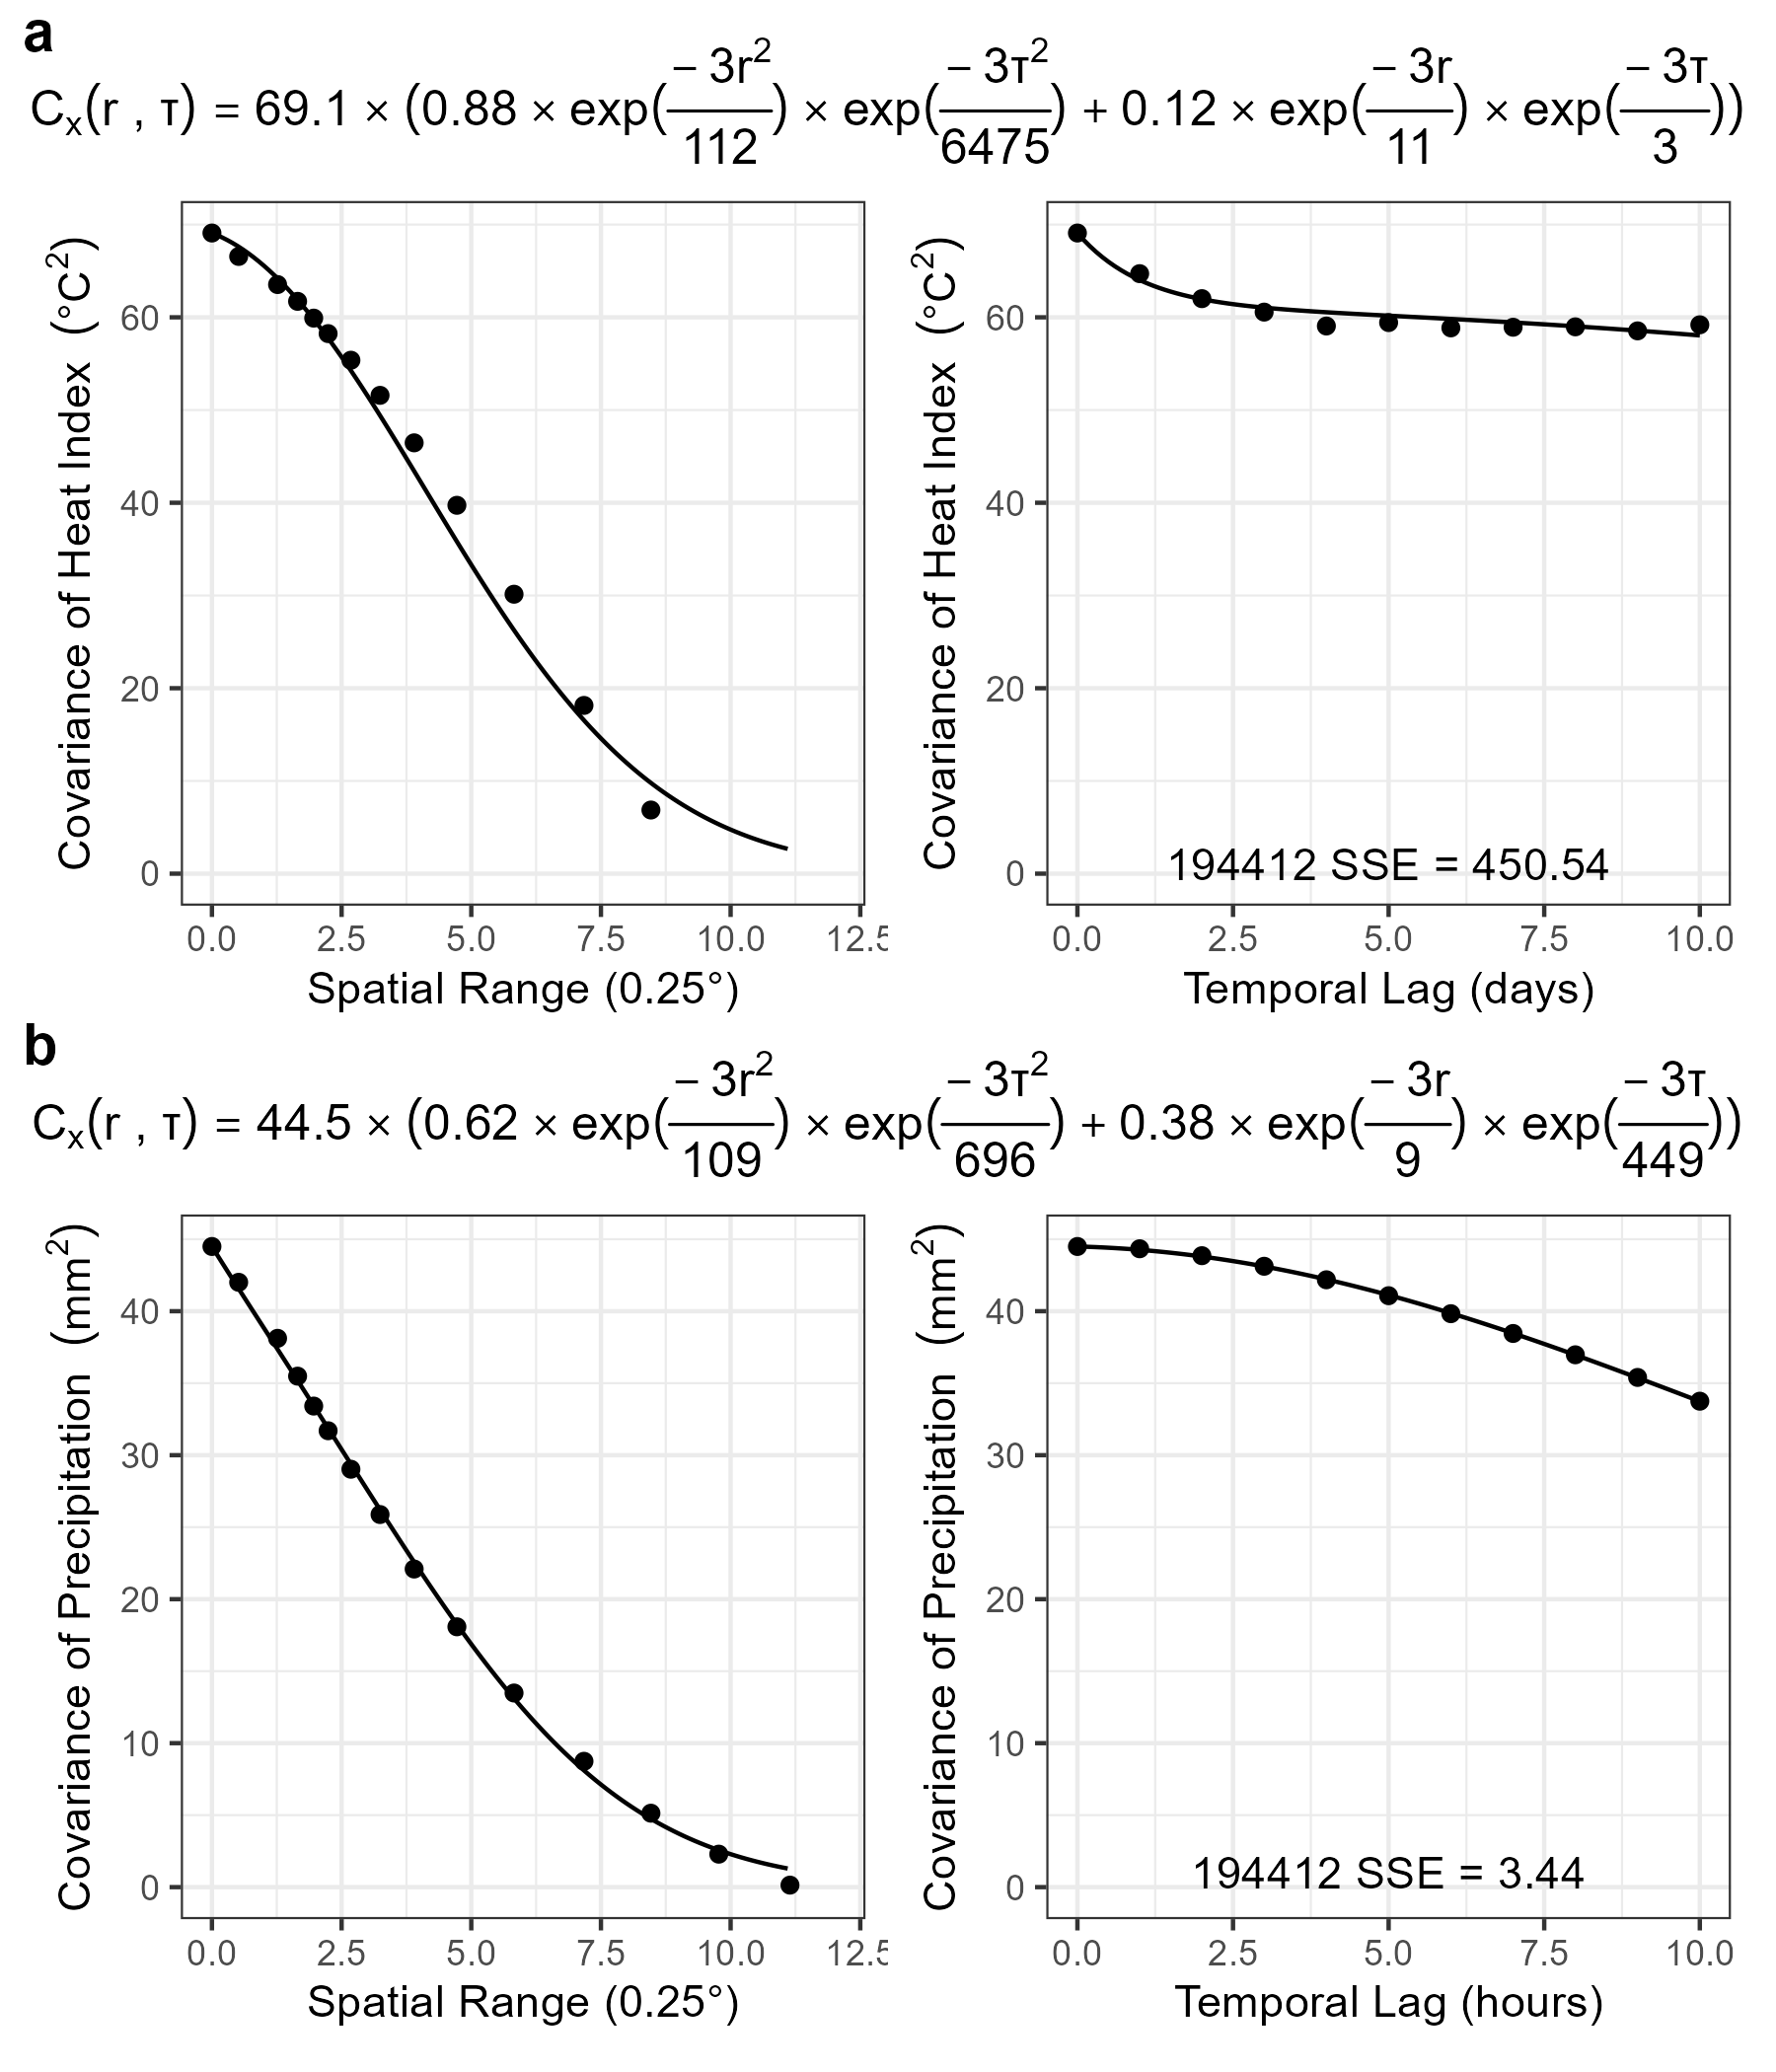 a
Cₓ(r , τ) = 69.1 × (0.88 × exp(− 3r²/112) × exp(− 3τ²/6475) + 0.12 × exp(− 3r/11) × exp(− 3τ/3))
Covariance of Heat Index (°C²)
60
40
20
0
0.0 2.5 5.0 7.5 10.0 12.5
Spatial Range (0.25°)
Covariance of Heat Index (°C²)
60
40
20
0
194412 SSE = 450.54
0.0 2.5 5.0 7.5 10.0
Temporal Lag (days)
b
Cₓ(r , τ) = 44.5 × (0.62 × exp(− 3r²/109) × exp(− 3τ²/696) + 0.38 × exp(− 3r/9) × exp(− 3τ/449))
Covariance of Precipitation (mm²)
40
30
20
10
0
0.0 2.5 5.0 7.5 10.0 12.5
Spatial Range (0.25°)
Covariance of Precipitation (mm²)
40
30
20
10
0
194412 SSE = 3.44
0.0 2.5 5.0 7.5 10.0
Temporal Lag (hours)